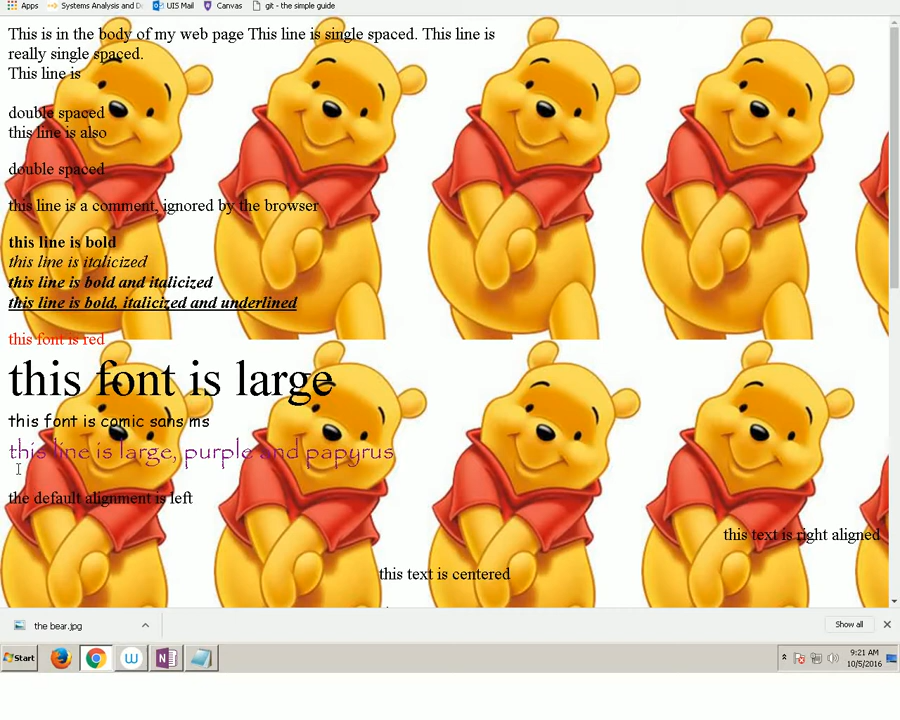 Apps Systems Analysis and D UIS Mail Canvas git - the simple guide
This is in the body of my web page This line is single spaced. This line is
really single spaced.
This line is
double spaced
this line is also
double spaced
this line is a comment, ignored by the browser
this line is bold
this line is italicized
this line is bold and italicized
this line is bold, italicized and underlined
this font is red
this font is large
this font is comic sans ms
this line is large, purple and papyrus
the default alignment is left
this text is right aligned
this text is centered
the bear.jpg Show all
Start 9:21 AM
10/5/2016